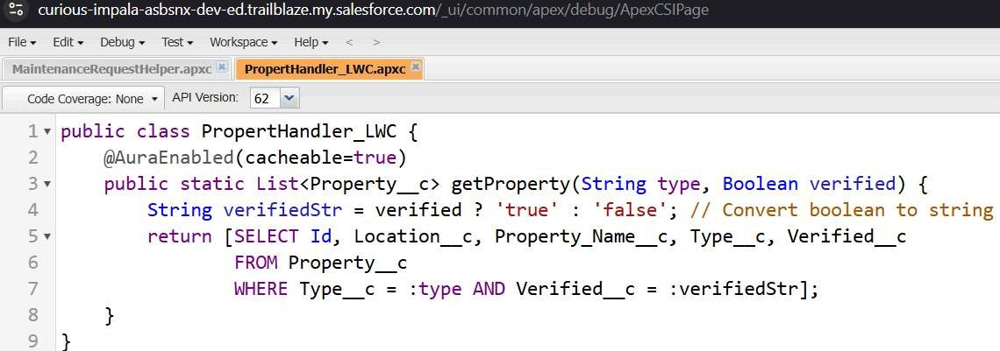 curious-impala-asbsnx-dev-ed.trailblaze.my.salesforce.com/_ui/common/apex/debug/ApexCSIPage
File Edit Debug Test Workspace Help < >
MaintenanceRequestHelper.apxc PropertHandler_LWC.apxc
Code Coverage: None API Version: 62
1 public class PropertHandler_LWC {
2 @AuraEnabled(cacheable=true)
3 public static List<Property__c> getProperty(String type, Boolean verified) {
4 String verifiedStr = verified ? 'true' : 'false'; // Convert boolean to string
5 return [SELECT Id, Location__c, Property_Name__c, Type__c, Verified__c
6 FROM Property__c
7 WHERE Type__c = :type AND Verified__c = :verifiedStr];
8 }
9 }